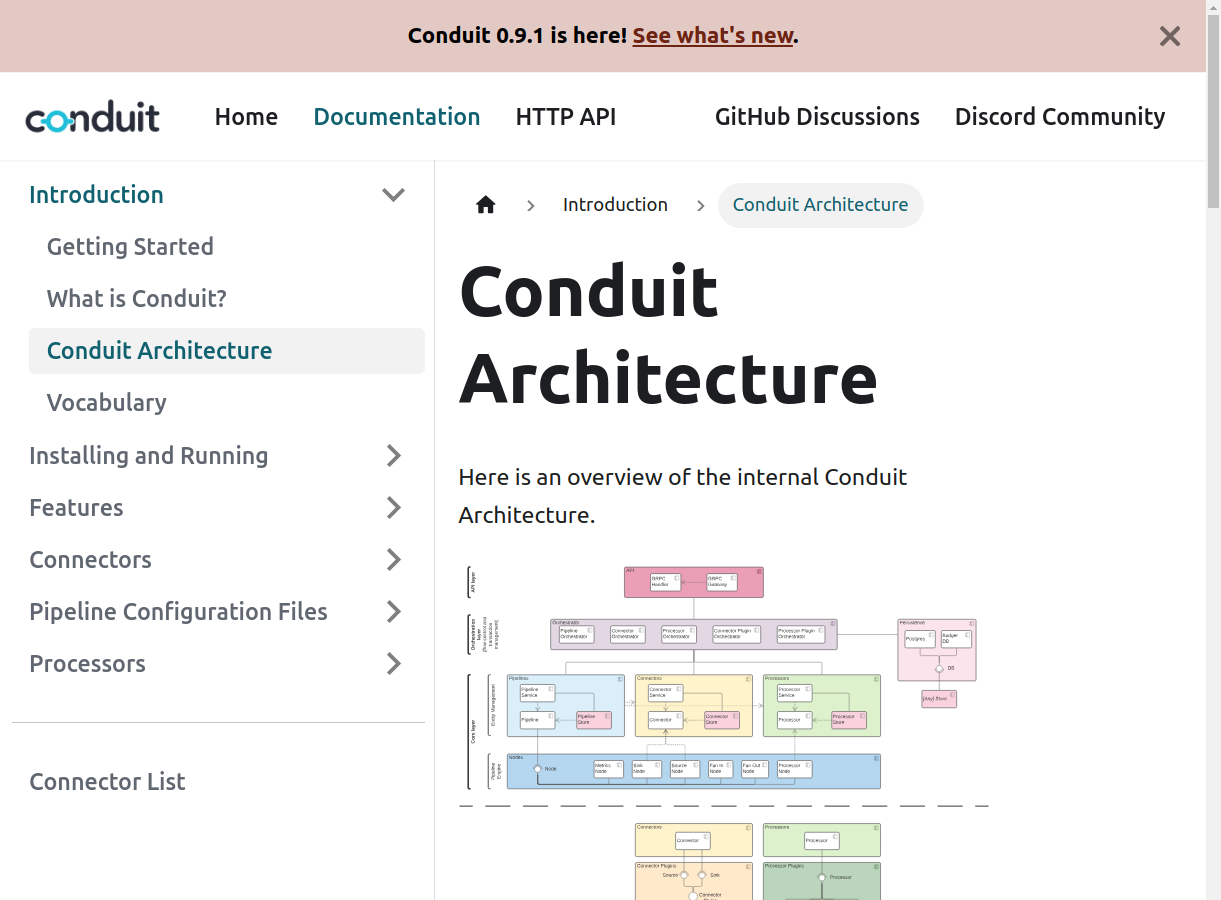 Conduit 0.9.1 is here! See what's new.
conduit
Home
Documentation
HTTP API
GitHub Discussions
Discord Community
Introduction
Getting Started
What is Conduit?
Conduit Architecture
Vocabulary
Installing and Running
Features
Connectors
Pipeline Configuration Files
Processors
Connector List
Introduction
Conduit Architecture
Conduit
Architecture
Here is an overview of the internal Conduit
Architecture.
API layer
API
GRPC
Handler
GRPC
Gateway
Orchestration
layer
(flow control and
transaction
management)
Orchestrator
Pipeline
Orchestrator
Connector
Orchestrator
Processor
Orchestrator
Connector Plugin
Orchestrator
Processor Plugin
Orchestrator
Persistence
Postgres
Badger
DB
DB
(Any) Store
Core layer
Entity Management
Pipelines
Pipeline
Service
Pipeline
Pipeline
Store
Connectors
Connector
Service
Connector
Connector
Store
Processors
Processor
Service
Processor
Processor
Store
Pipeline
Engine
Nodes
Node
Metrics
Node
Sink
Node
Source
Node
Fan In
Node
Fan Out
Node
Processor
Node
Connectors
Connector
Processors
Processor
Connector Plugins
Source
Sink
Connector
Processor Plugins
Processor